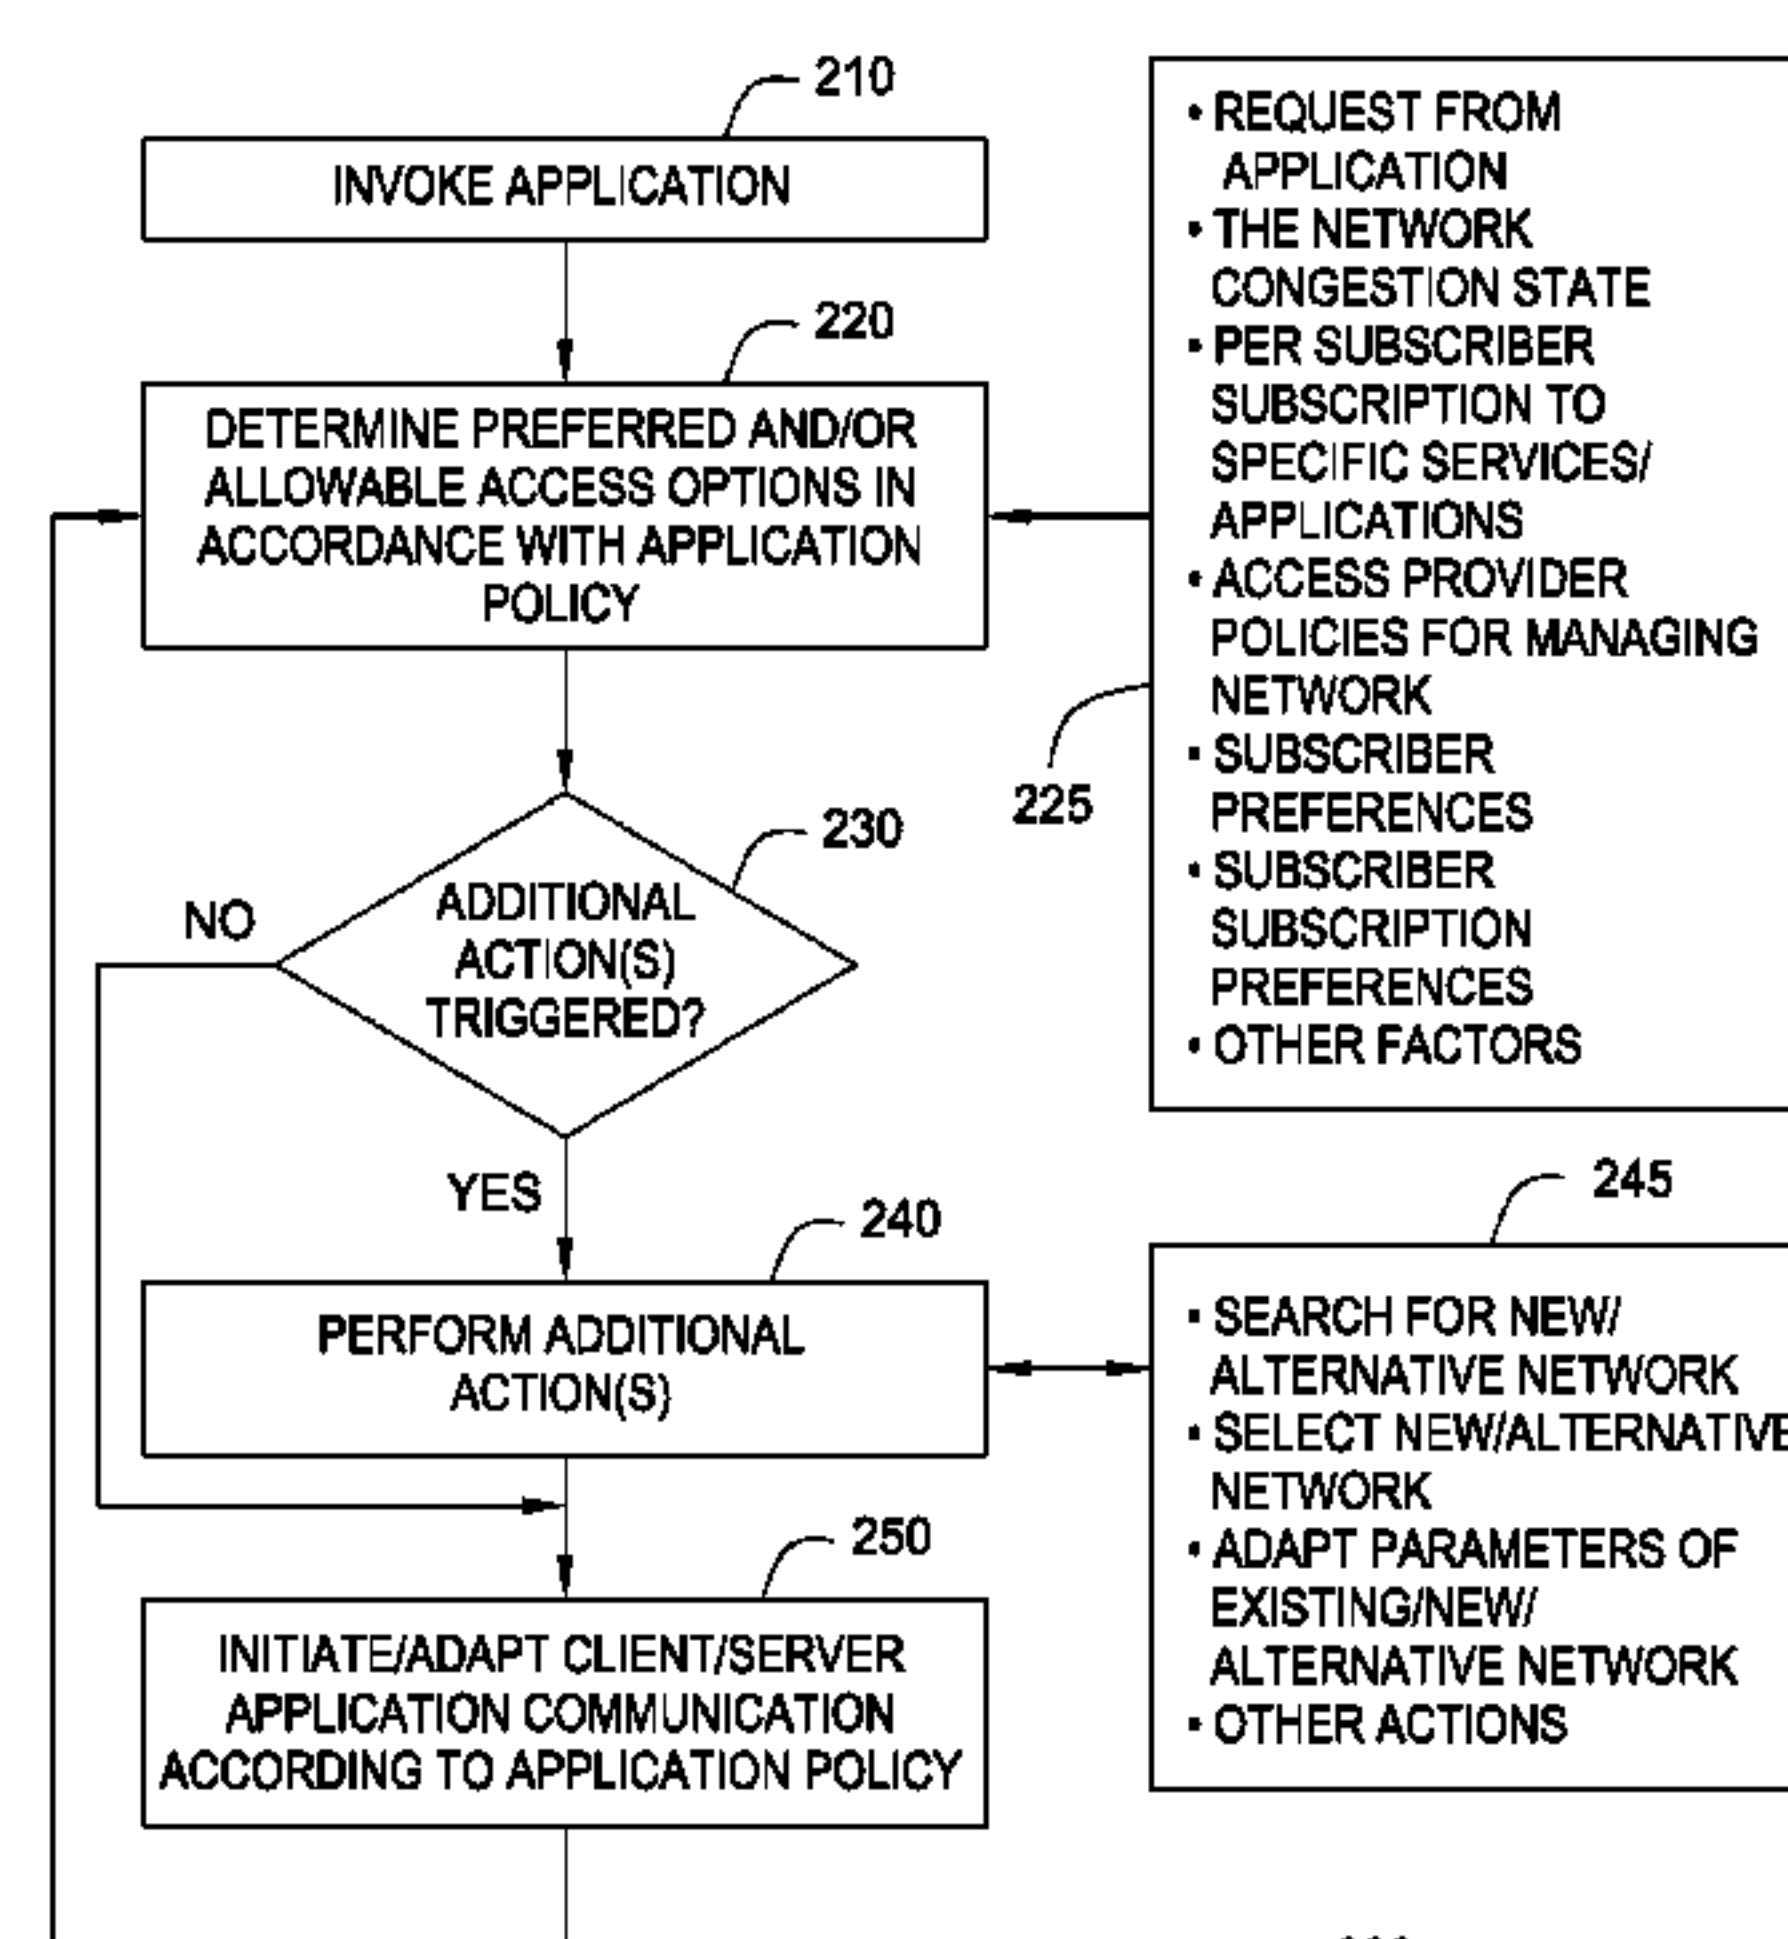 210
INVOKE APPLICATION
220
DETERMINE PREFERRED AND/OR
ALLOWABLE ACCESS OPTIONS IN
ACCORDANCE WITH APPLICATION
POLICY
• REQUEST FROM
APPLICATION
• THE NETWORK
CONGESTION STATE
• PER SUBSCRIBER
SUBSCRIPTION TO
SPECIFIC SERVICES/
APPLICATIONS
• ACCESS PROVIDER
POLICIES FOR MANAGING
NETWORK
• SUBSCRIBER
PREFERENCES
• SUBSCRIBER
SUBSCRIPTION
PREFERENCES
• OTHER FACTORS
225
230
ADDITIONAL
ACTION(S)
TRIGGERED?
NO
YES
240
PERFORM ADDITIONAL
ACTION(S)
245
• SEARCH FOR NEW/
ALTERNATIVE NETWORK
• SELECT NEW/ALTERNATIVE
NETWORK
• ADAPT PARAMETERS OF
EXISTING/NEW/
ALTERNATIVE NETWORK
• OTHER ACTIONS
250
INITIATE/ADAPT CLIENT/SERVER
APPLICATION COMMUNICATION
ACCORDING TO APPLICATION POLICY